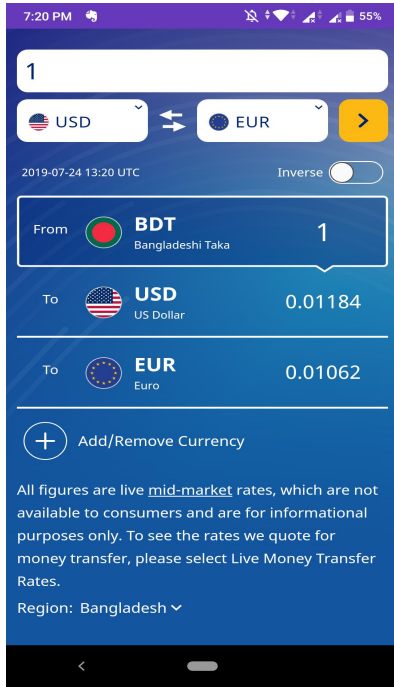 7:20 PM 55%
1
USD EUR
2019-07-24 13:20 UTC Inverse
From BDT 1
Bangladeshi Taka
To USD 0.01184
US Dollar
To EUR 0.01062
Euro
Add/Remove Currency
All figures are live mid-market rates, which are not
available to consumers and are for informational
purposes only. To see the rates we quote for
money transfer, please select Live Money Transfer
Rates.
Region: Bangladesh